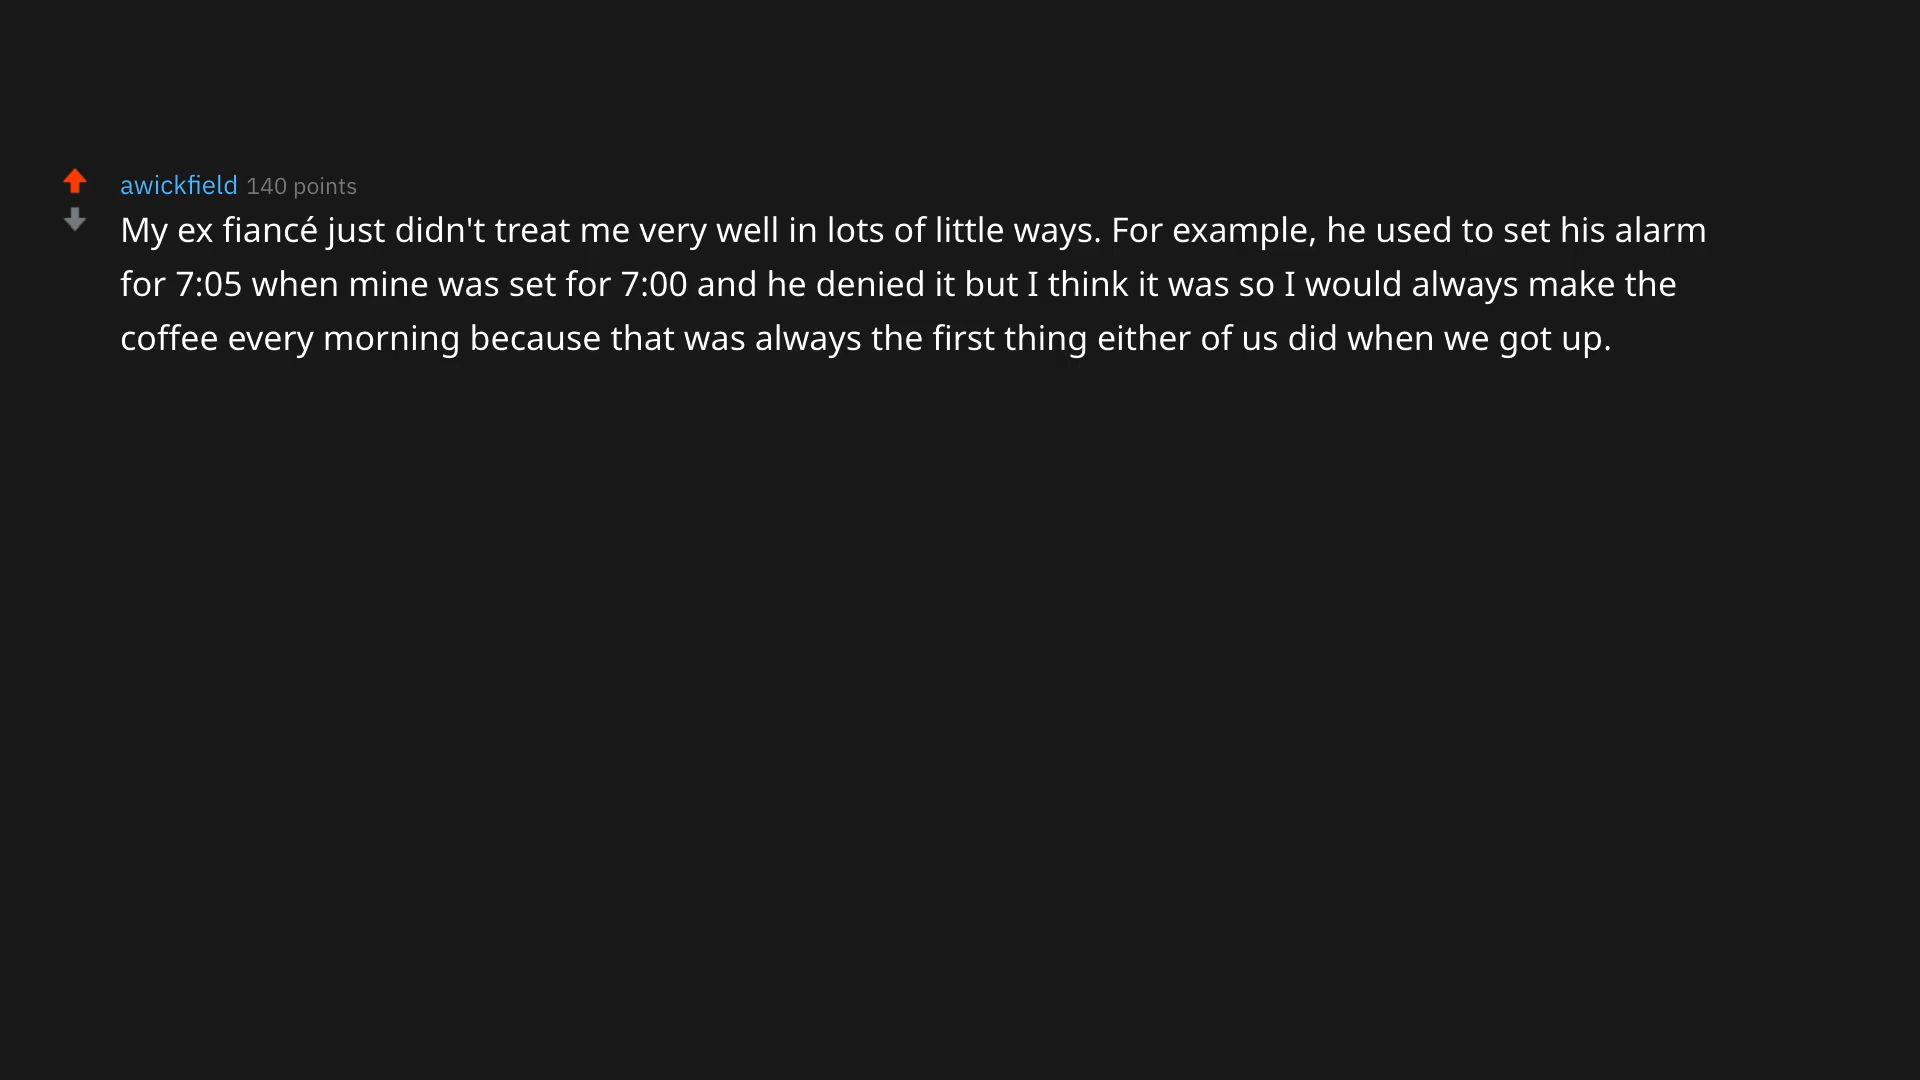 awickfield 140 points
My ex fiancé just didn't treat me very well in lots of little ways. For example, he used to set his alarm
for 7:05 when mine was set for 7:00 and he denied it but I think it was so I would always make the
coffee every morning because that was always the first thing either of us did when we got up.